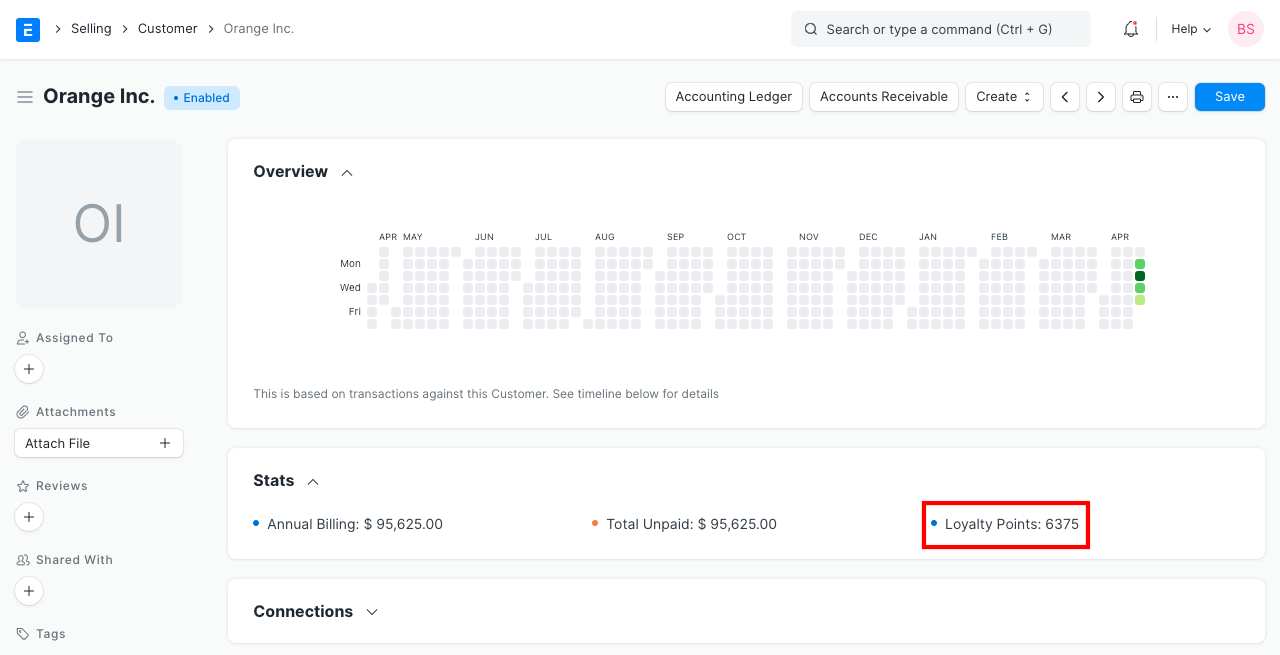 E
Selling
Customer
Orange Inc.
Search or type a command (Ctrl + G)
Help
BS
Orange Inc.
Enabled
Accounting Ledger
Accounts Receivable
Create
...
Save
OI
Assigned To
Attachments
Attach File
Reviews
Shared With
Tags
Overview
APR MAY JUN JUL AUG SEP OCT NOV DEC JAN FEB MAR APR
Mon
Wed
Fri
This is based on transactions against this Customer. See timeline below for details
Stats
Annual Billing: $ 95,625.00
Total Unpaid: $ 95,625.00
Loyalty Points: 6375
Connections